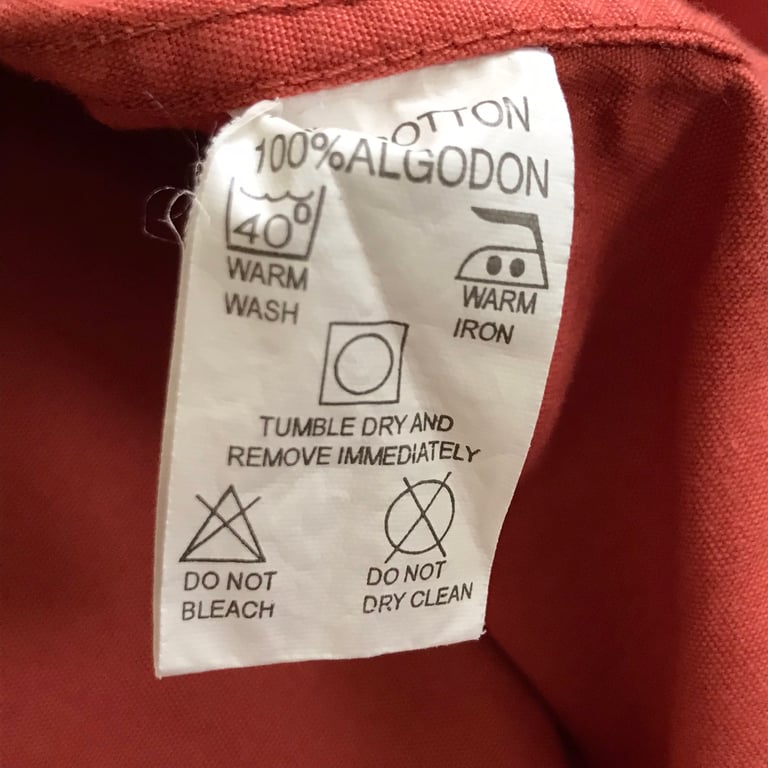 COTTON
100%ALGODON
40°
WARM
WASH
WARM
IRON
TUMBLE DRY AND
REMOVE IMMEDIATELY
DO NOT
BLEACH
DO NOT
DRY CLEAN